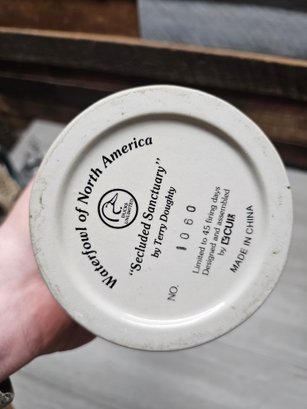 Waterfowl of North America
DUCKS UNLIMITED
"Secluded Sanctuary"
by Terry Doughty
NO. 1060
Limited to 45 firing days
Designed and assembled
by CUI®
MADE IN CHINA